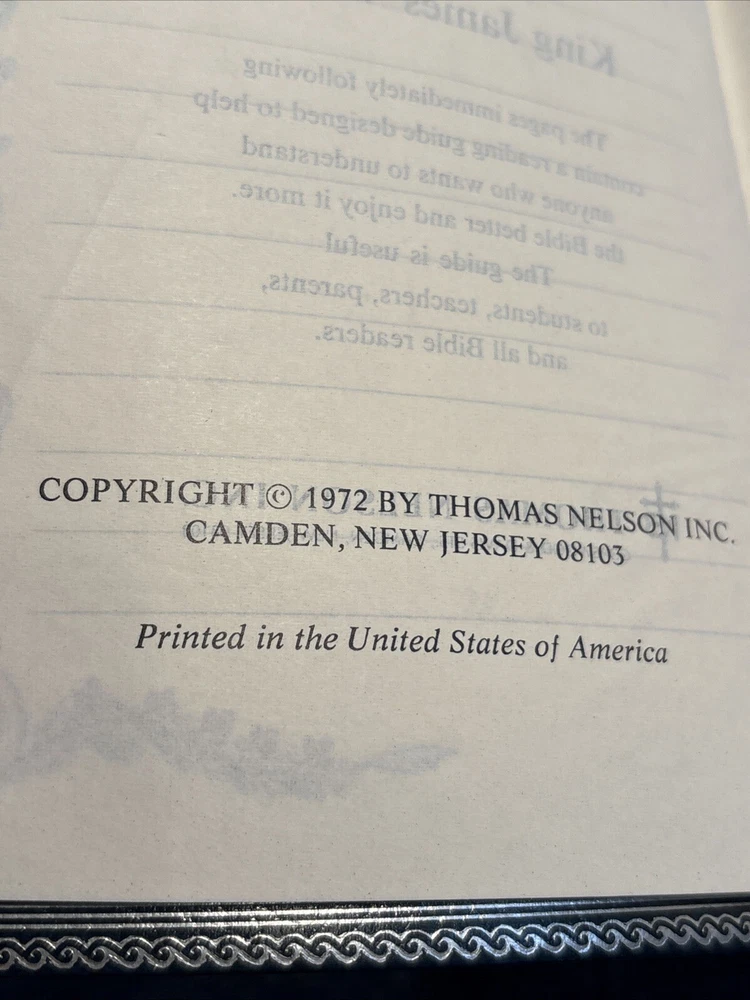 King James
The pages immediately following
contain a reading guide designed to help
anyone who wants to understand
the Bible better and enjoy it more.
The guide is useful
to students, teachers, parents,
and all Bible readers.
COPYRIGHT © 1972 BY THOMAS NELSON INC.
CAMDEN, NEW JERSEY 08103
Printed in the United States of America